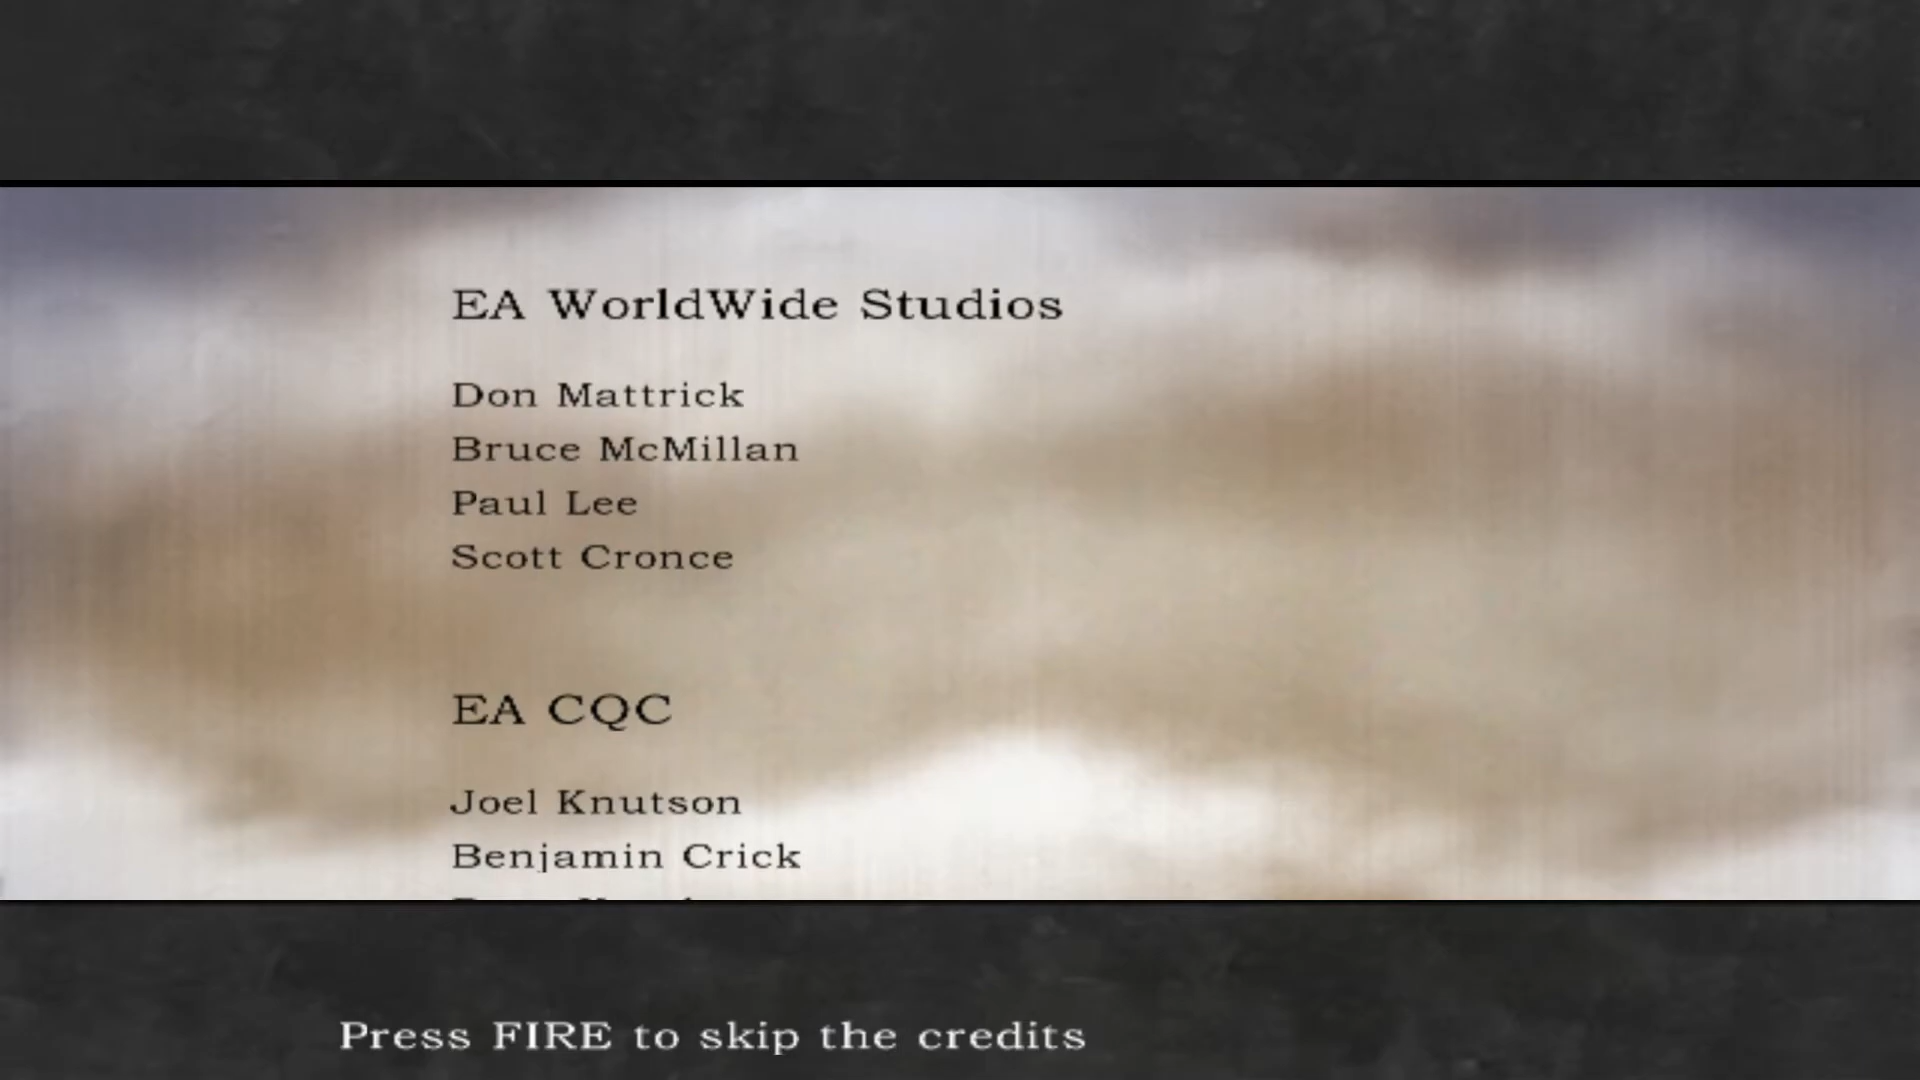 EA WorldWide Studios
Don Mattrick
Bruce McMillan
Paul Lee
Scott Cronce
EA CQC
Joel Knutson
Benjamin Crick
Press FIRE to skip the credits